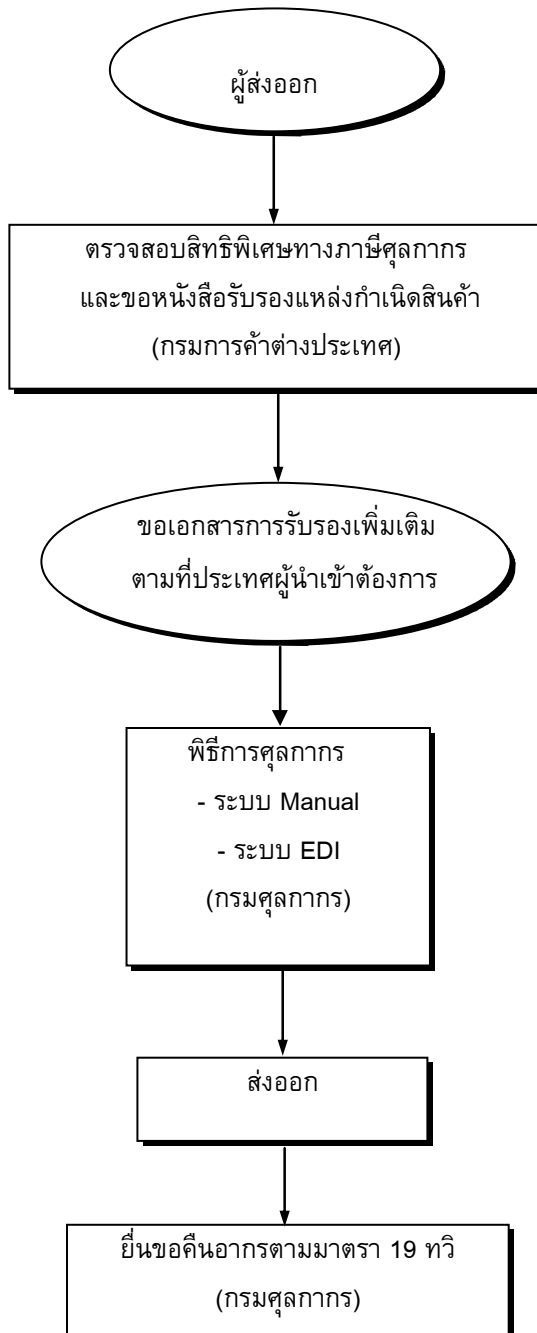 ผู้ส่งออก
ตรวจสอบสิทธิพิเศษทางภาษีศุลกากร
และขอหนังสือรับรองแหล่งกำเนิดสินค้า
(กรมการค้าต่างประเทศ)
ขอเอกสารการรับรองเพิ่มเติม
ตามที่ประเทศผู้นำเข้าต้องการ
พิธีการศุลกากร
- ระบบ Manual
- ระบบ EDI
(กรมศุลกากร)
ส่งออก
ยื่นขอคืนอากรตามมาตรา 19 ทวิ
(กรมศุลกากร)